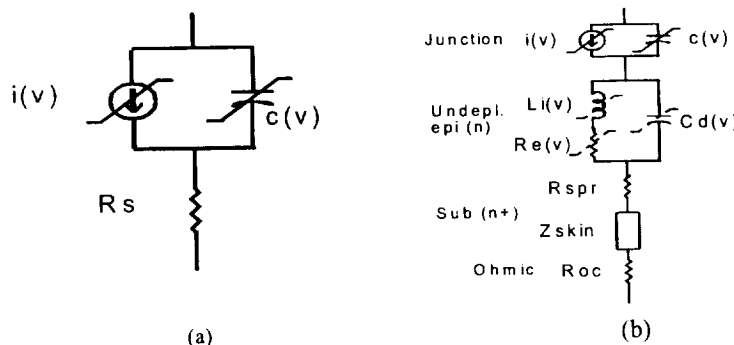 i(v)
c(v)
Rs
(a)
Junction
i(v)
c(v)
Undepl.
epi (n)
Li(v)
Re(v)
Cd(v)
Rspr
Sub (n+)
Zskin
Ohmic
Roc
(b)